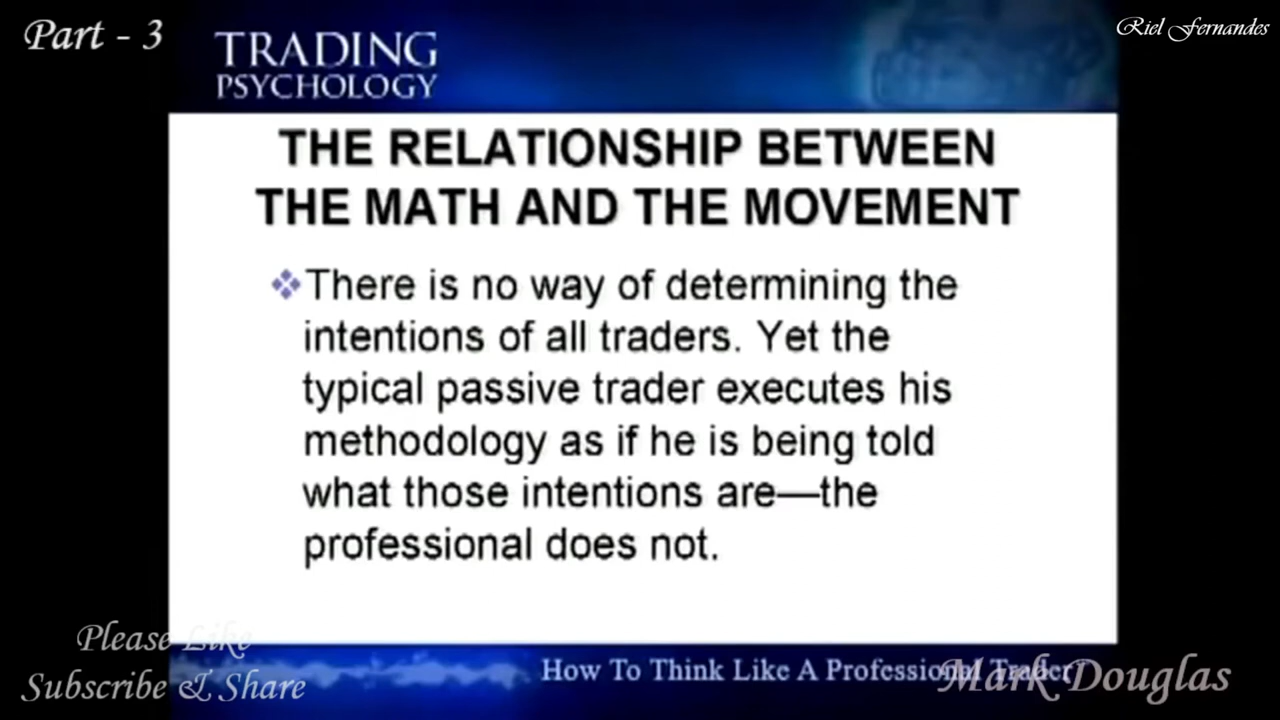 Part - 3
Riel Fernandes
TRADING
PSYCHOLOGY
THE RELATIONSHIP BETWEEN
THE MATH AND THE MOVEMENT
There is no way of determining the
intentions of all traders. Yet the
typical passive trader executes his
methodology as if he is being told
what those intentions are—the
professional does not.
Please Like
Subscribe & Share
How To Think Like A Professional Trader
Mark Douglas